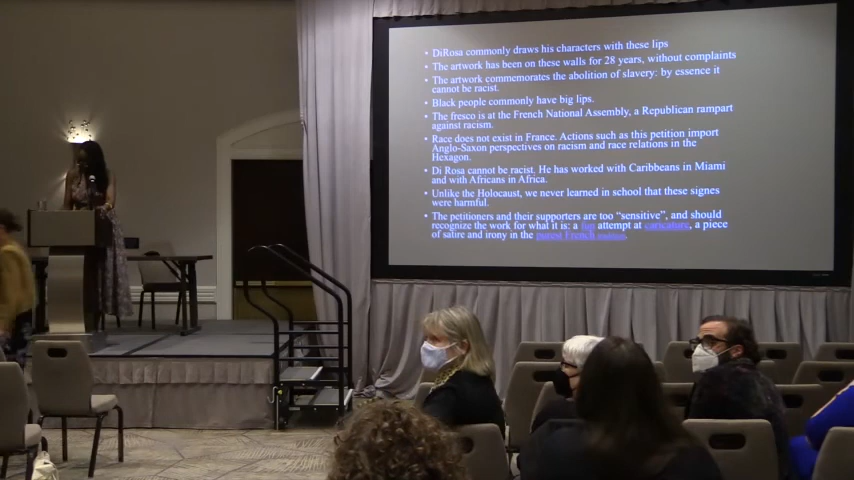 • DiRosa commonly draws his characters with these lips
• The artwork has been on these walls for 28 years, without complaints
• The artwork commemorates the abolition of slavery: by essence it
cannot be racist.
• Black people commonly have big lips.
• The fresco is at the French National Assembly, a Republican rampart
against racism.
• Race does not exist in France. Actions such as this petition import
Anglo-Saxon perspectives on racism and race relations in the
Hexagon.
• Di Rosa cannot be racist. He has worked with Caribbeans in Miami
and with Africans in Africa.
• Unlike the Holocaust, we never learned in school that these signes
were harmful.
• The petitioners and their supporters are too “sensitive”, and should
recognize the work for what it is: a fun attempt at caricature, a piece
of satire and irony in the purest French